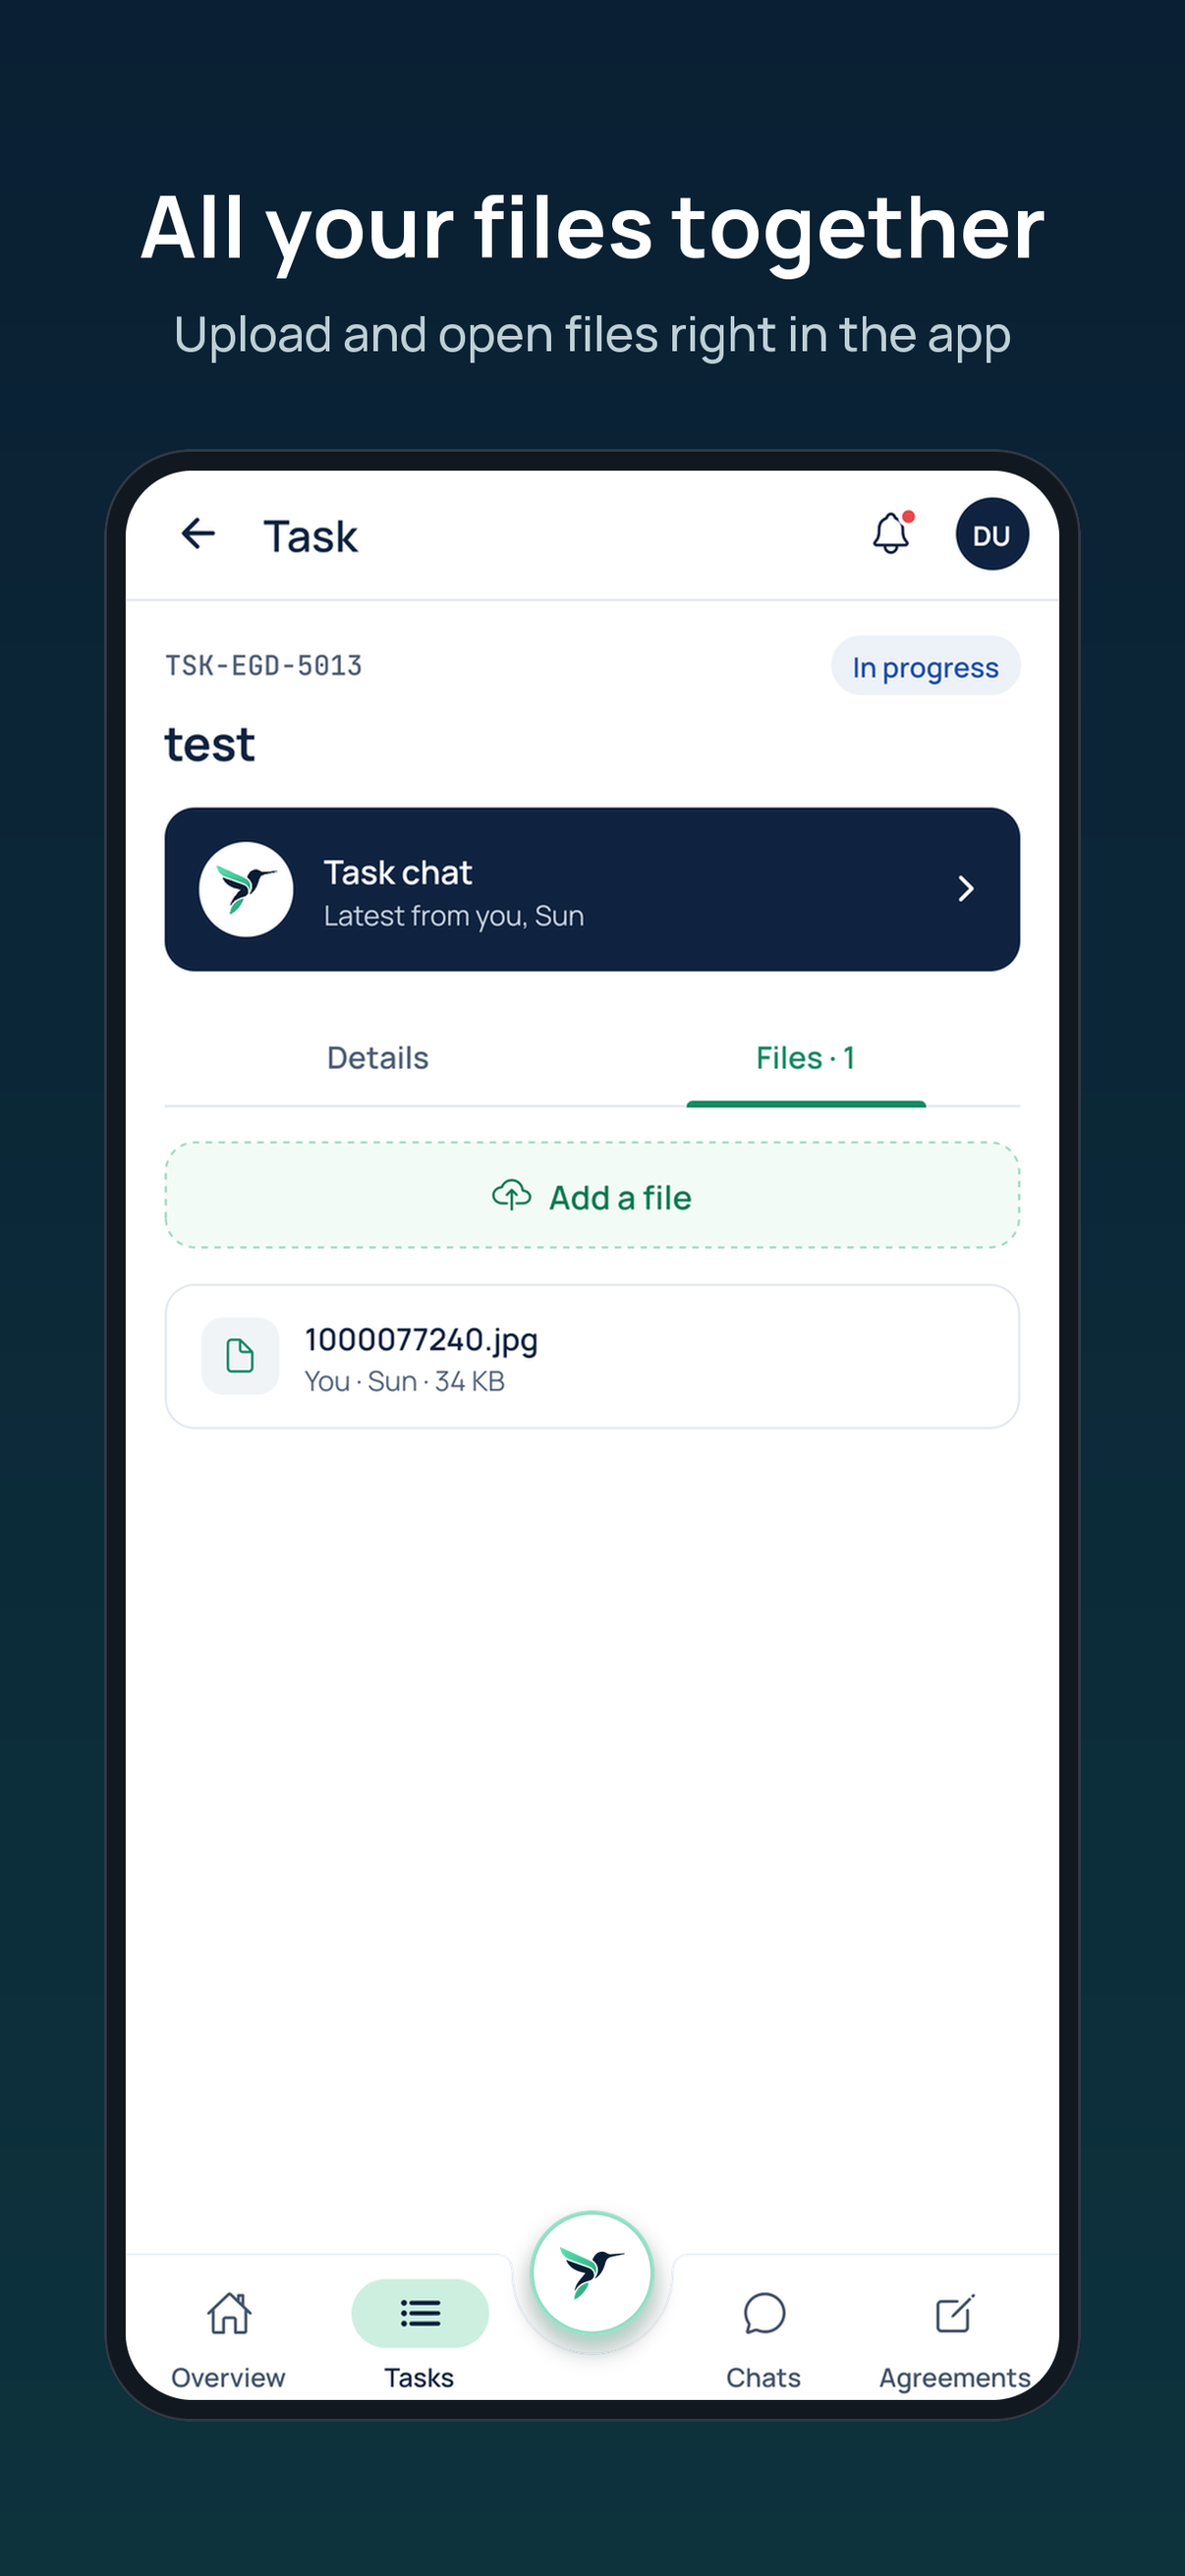 All your files together
Upload and open files right in the app
Task
DU
TSK-EGD-5013
In progress
test
Task chat
Latest from you, Sun
Details
Files · 1
Add a file
1000077240.jpg
You · Sun · 34 KB
Overview
Tasks
Chats
Agreements